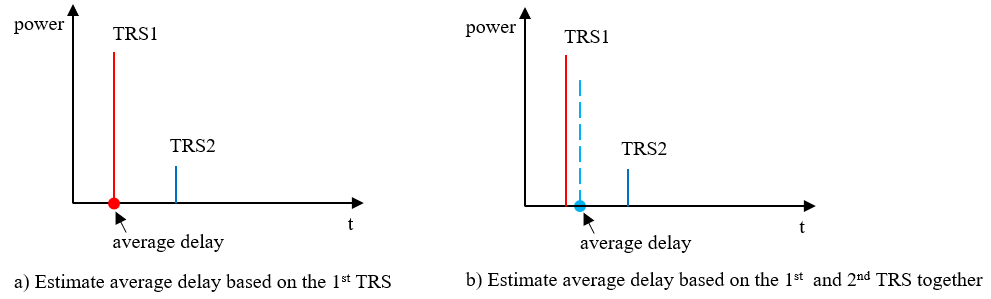 power
TRS1
TRS2
t
average delay
a) Estimate average delay based on the 1st TRS
power
TRS1
TRS2
t
average delay
b) Estimate average delay based on the 1st and 2nd TRS together